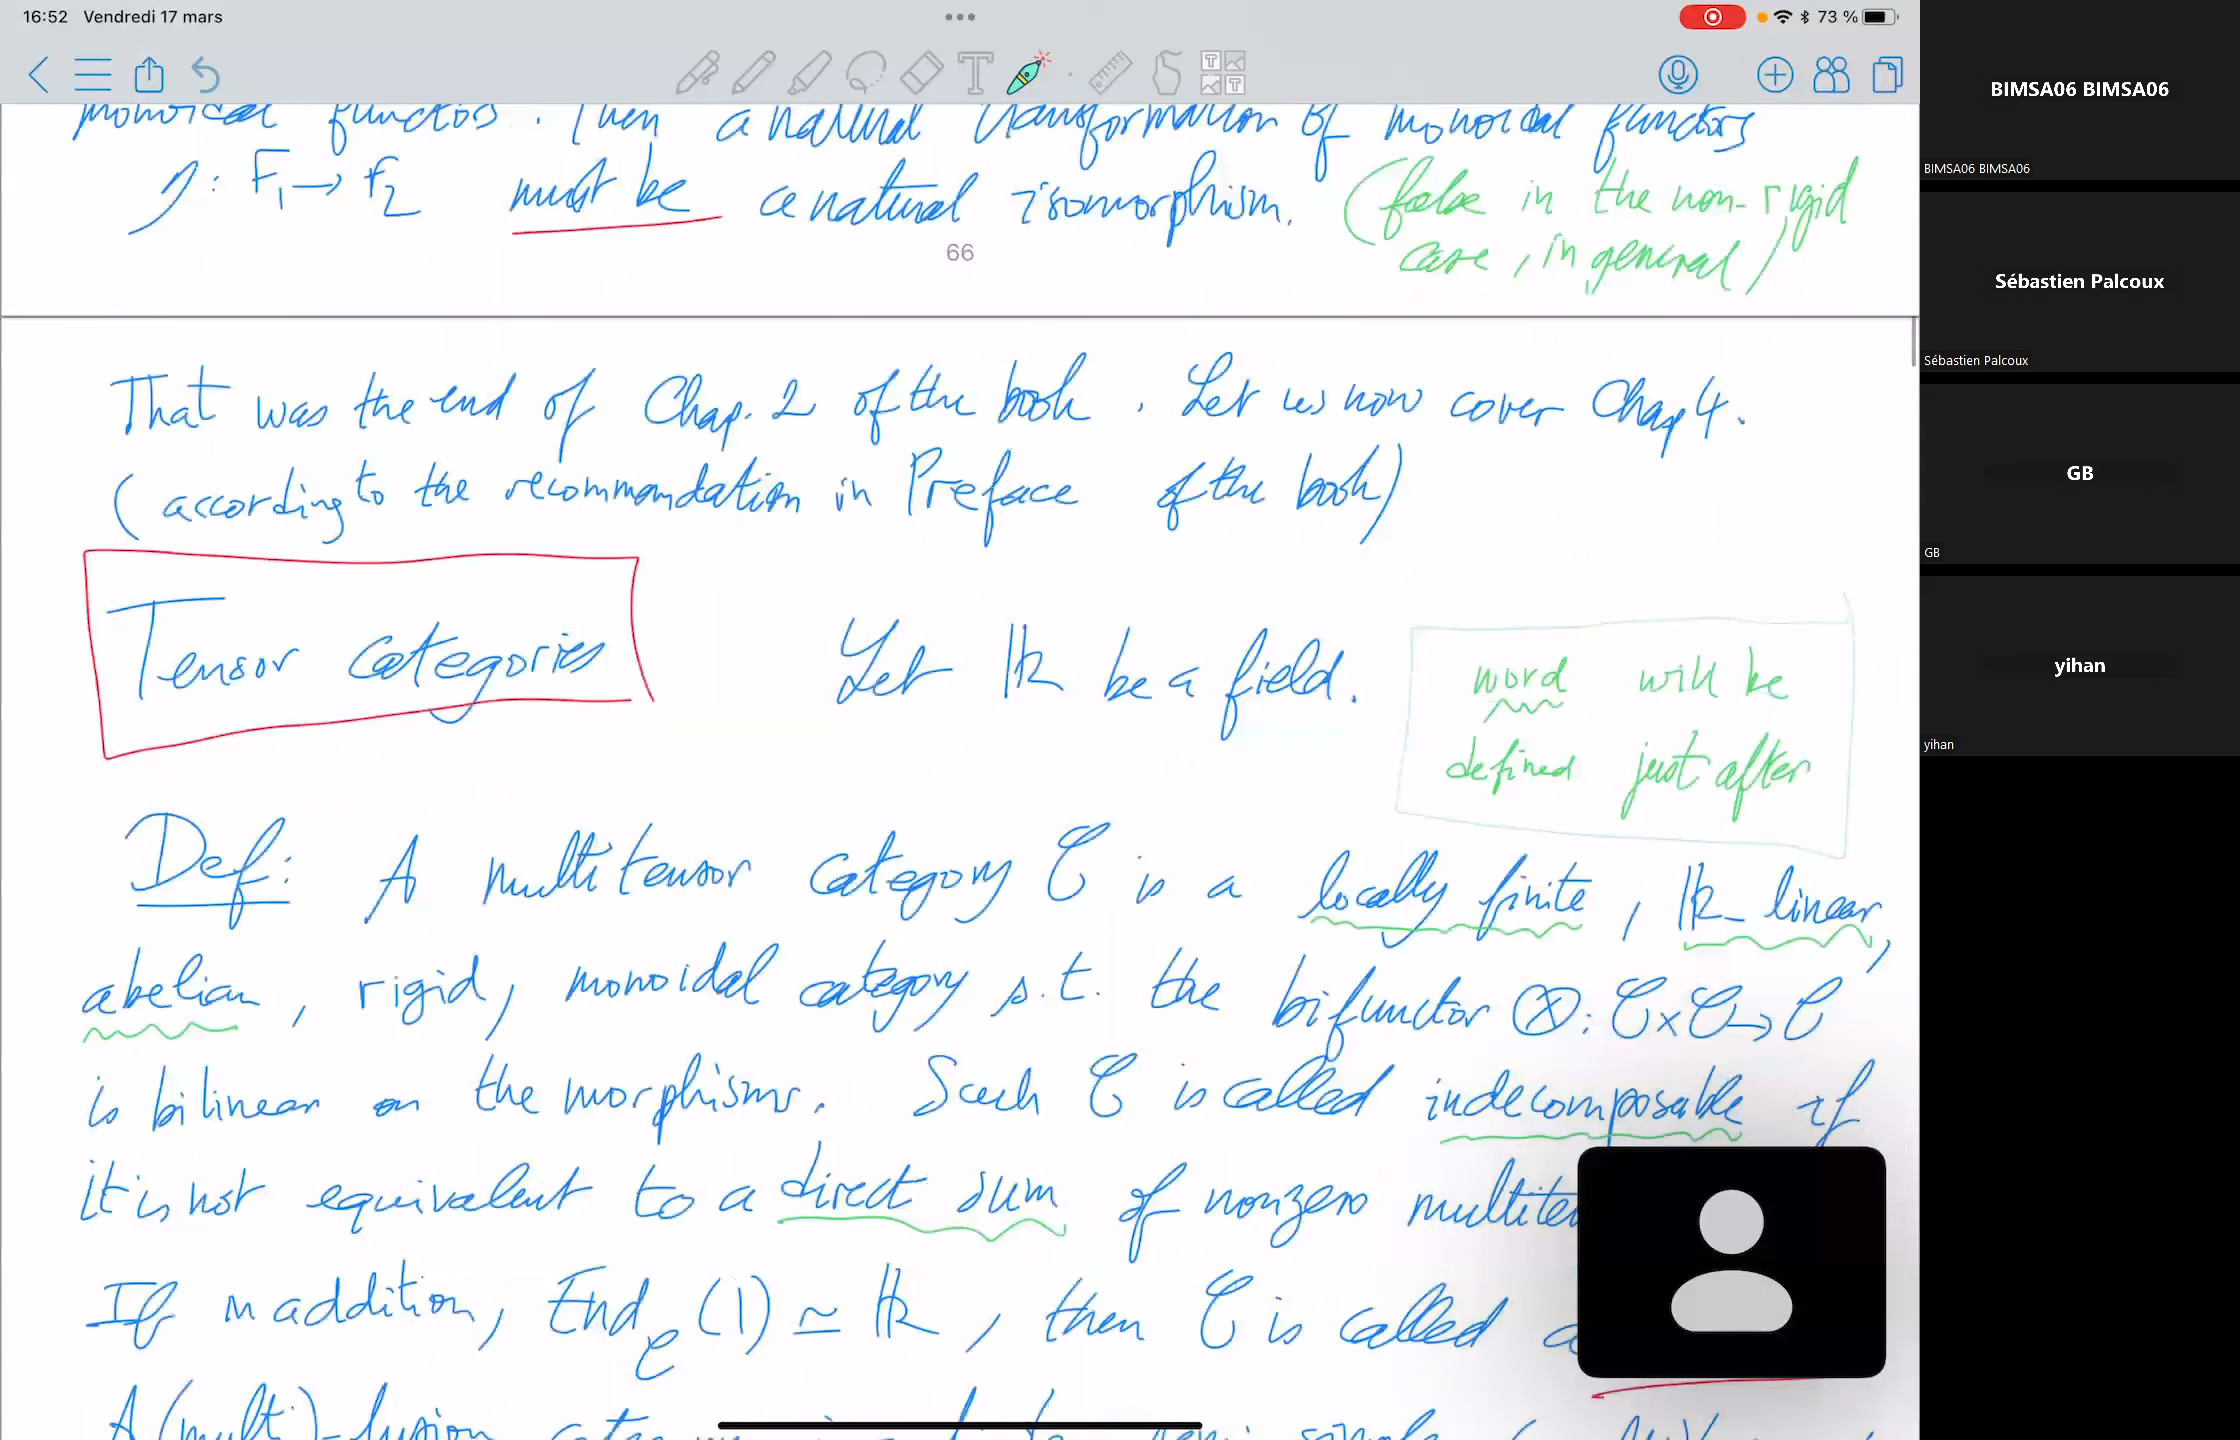 16:52 Vendredi 17 mars
73 %
monoidal functors. Then a natural transformation of monoidal functors
η: F₁ → F₂ must be a natural isomorphism. (false in the non-rigid
case, in general)
66
That was the end of Chap. 2 of the book. Let us now cover Chap 4.
(according to the recommandation in Preface of the book)
Tensor categories
Let 𝕜 be a field.
word will be
defined just after
Def: A multitensor category C is a locally finite, 𝕜-linear,
abelian, rigid, monoidal category s.t. the bifunctor ⊗: C×C→C
is bilinear on the morphisms. Such C is called indecomposable if
it is not equivalent to a direct sum of nonzero multite
If in addition, End_C(1) ≃ 𝕜, then C is called a
A (multi)-fusion
BIMSA06 BIMSA06
BIMSA06 BIMSA06
Sébastien Palcoux
Sébastien Palcoux
GB
GB
yihan
yihan